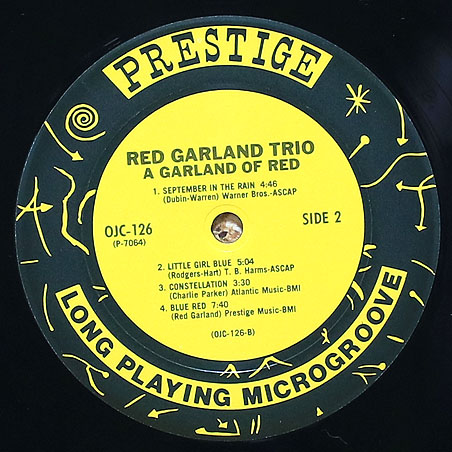 PRESTIGE
RED GARLAND TRIO
A GARLAND OF RED
1. SEPTEMBER IN THE RAIN 4:46
(Dubin-Warren) Warner Bros.-ASCAP
OJC-126
(P-7064)
SIDE 2
2. LITTLE GIRL BLUE 5:04
(Rodgers-Hart) T. B. Harms-ASCAP
3. CONSTELLATION 3:30
(Charlie Parker) Atlantic Music-BMI
4. BLUE RED 7:40
(Red Garland) Prestige Music-BMI
(OJC-126-B)
LONG PLAYING MICROGROOVE